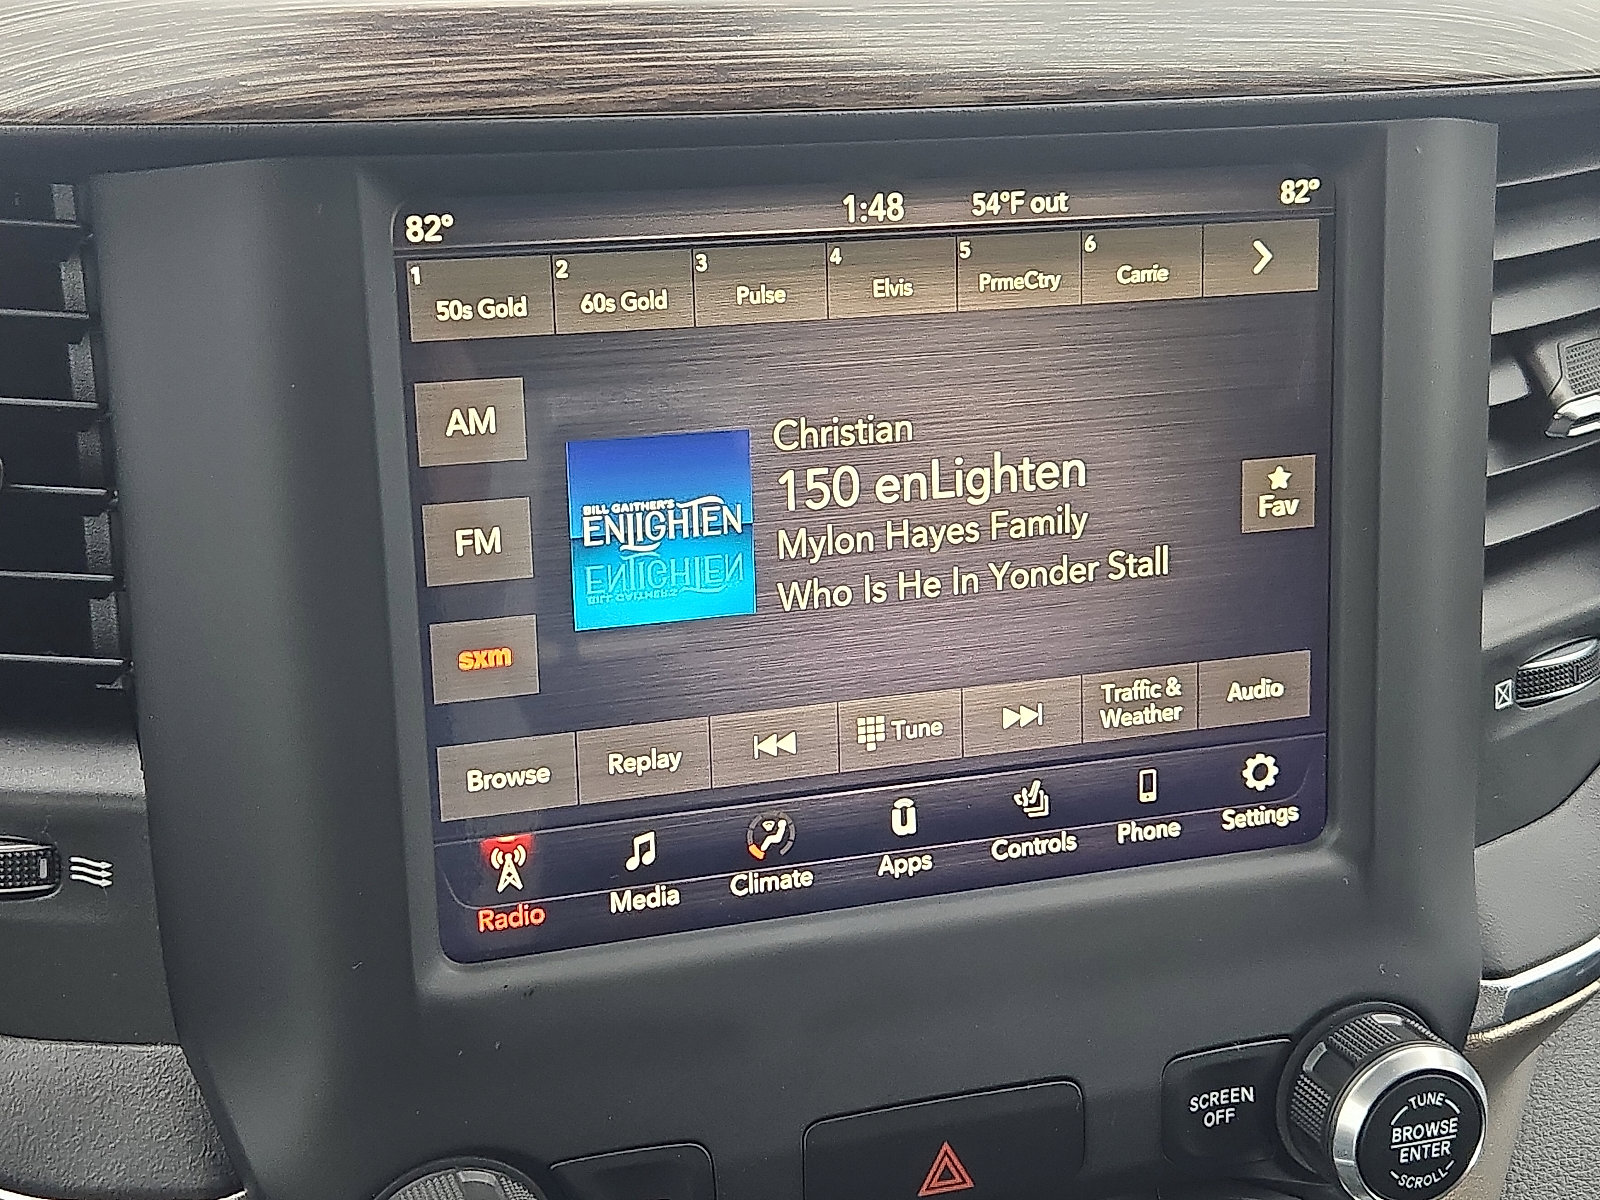 82° 1:48 54°F out 82°
1 50s Gold 2 60s Gold 3 Pulse 4 Elvis 5 PrmeCtry 6 Carrie
AM
FM
sxm
BILL GAITHER'S
ENLIGHTEN
ENLIGHTEN
BILL GAITHER'S
Christian
150 enLighten
Mylon Hayes Family
Who Is He In Yonder Stall
Fav
Browse Replay Tune Traffic & Weather Audio
Radio Media Climate Apps Controls Phone Settings
SCREEN
OFF
TUNE
BROWSE
ENTER
SCROLL